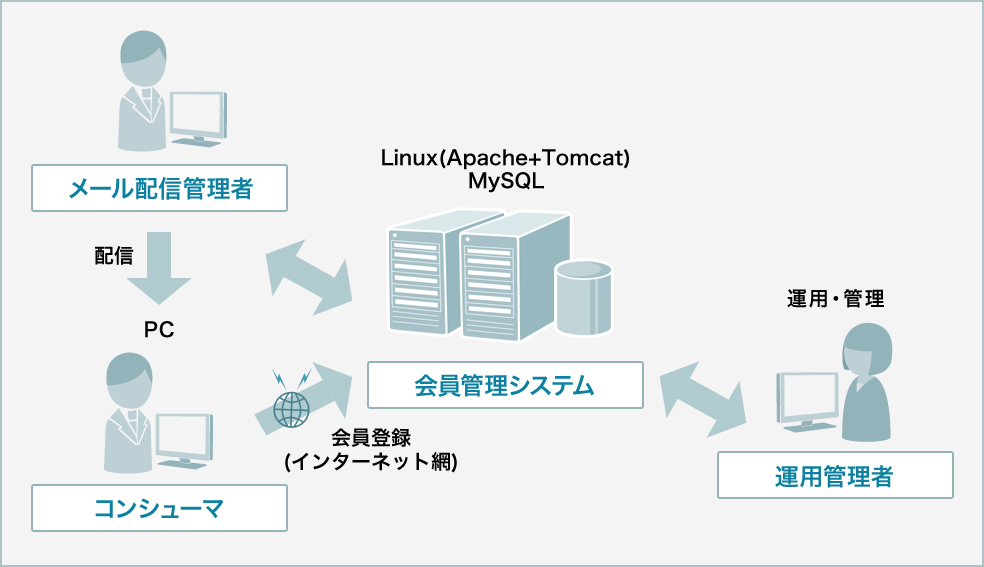 メール配信管理者
配信
PC
コンシューマ
Linux(Apache+Tomcat)
MySQL
会員管理システム
会員登録
(インターネット網)
運用・管理
運用管理者